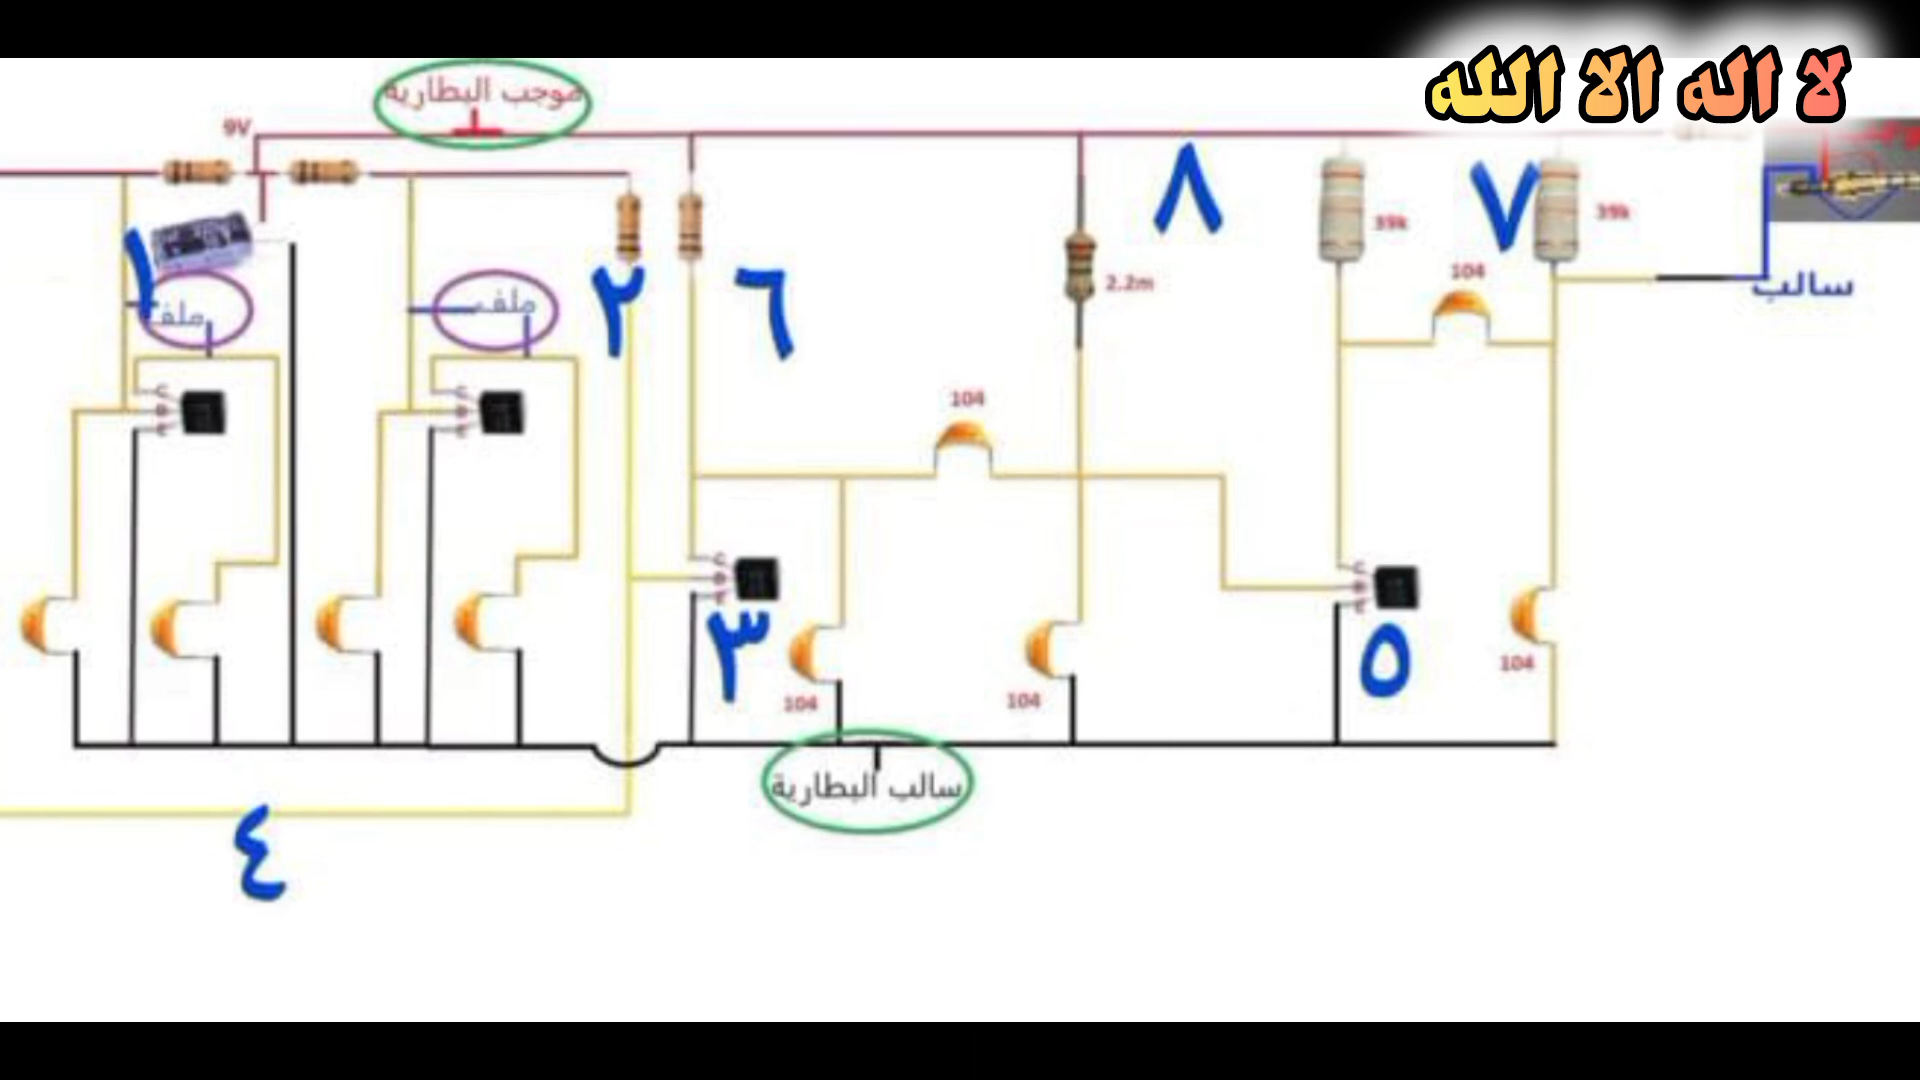 لا اله الا الله
موجب البطارية
9V
٨
٧
39k
39k
١
ملف
ملف
٢
٦
2.2m
104
سالب
104
C
B
E
C
B
E
C
B
E
C
B
E
٣
٥
104
104
104
سالب البطارية
٤